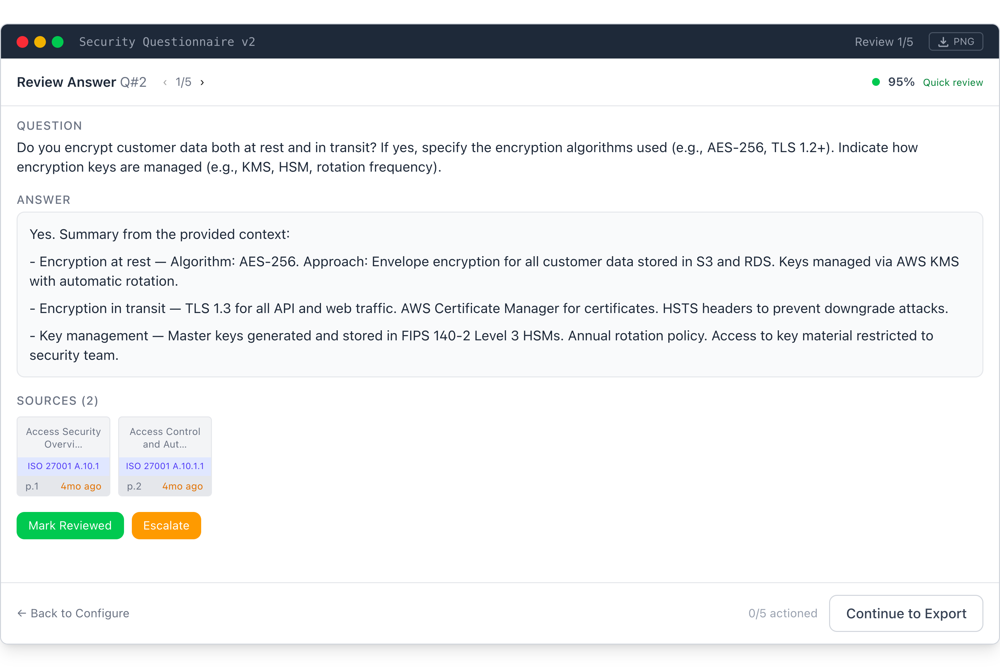 Security Questionnaire v2
Review 1/5
PNG
Review Answer Q#2
‹ 1/5 ›
95% Quick review
QUESTION
Do you encrypt customer data both at rest and in transit? If yes, specify the encryption algorithms used (e.g., AES-256, TLS 1.2+). Indicate how
encryption keys are managed (e.g., KMS, HSM, rotation frequency).
ANSWER
Yes. Summary from the provided context:
- Encryption at rest — Algorithm: AES-256. Approach: Envelope encryption for all customer data stored in S3 and RDS. Keys managed via AWS KMS
with automatic rotation.
- Encryption in transit — TLS 1.3 for all API and web traffic. AWS Certificate Manager for certificates. HSTS headers to prevent downgrade attacks.
- Key management — Master keys generated and stored in FIPS 140-2 Level 3 HSMs. Annual rotation policy. Access to key material restricted to
security team.
SOURCES (2)
Access Security
Overvi...
ISO 27001 A.10.1
p.1 4mo ago
Access Control
and Aut...
ISO 27001 A.10.1.1
p.2 4mo ago
Mark Reviewed
Escalate
← Back to Configure
0/5 actioned
Continue to Export